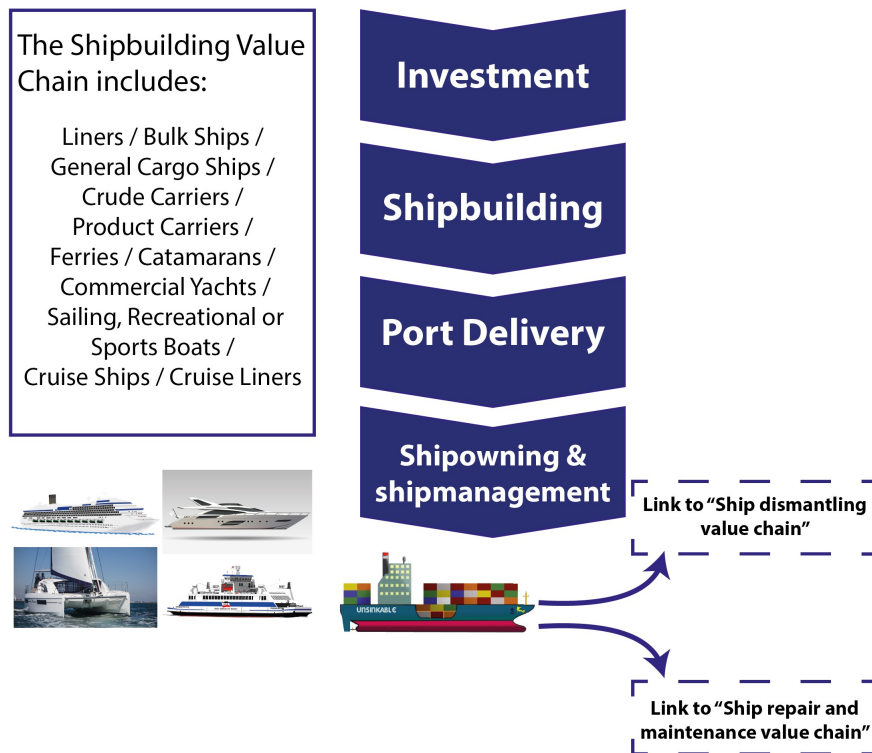 The Shipbuilding Value
Chain includes:
Liners / Bulk Ships /
General Cargo Ships /
Crude Carriers /
Product Carriers /
Ferries / Catamarans /
Commercial Yachts /
Sailing, Recreational or
Sports Boats /
Cruise Ships / Cruise Liners
Investment
Shipbuilding
Port Delivery
Shipowning &
shipmanagement
Link to “Ship dismantling
value chain”
UNSINKABLE
Link to “Ship repair and
maintenance value chain”